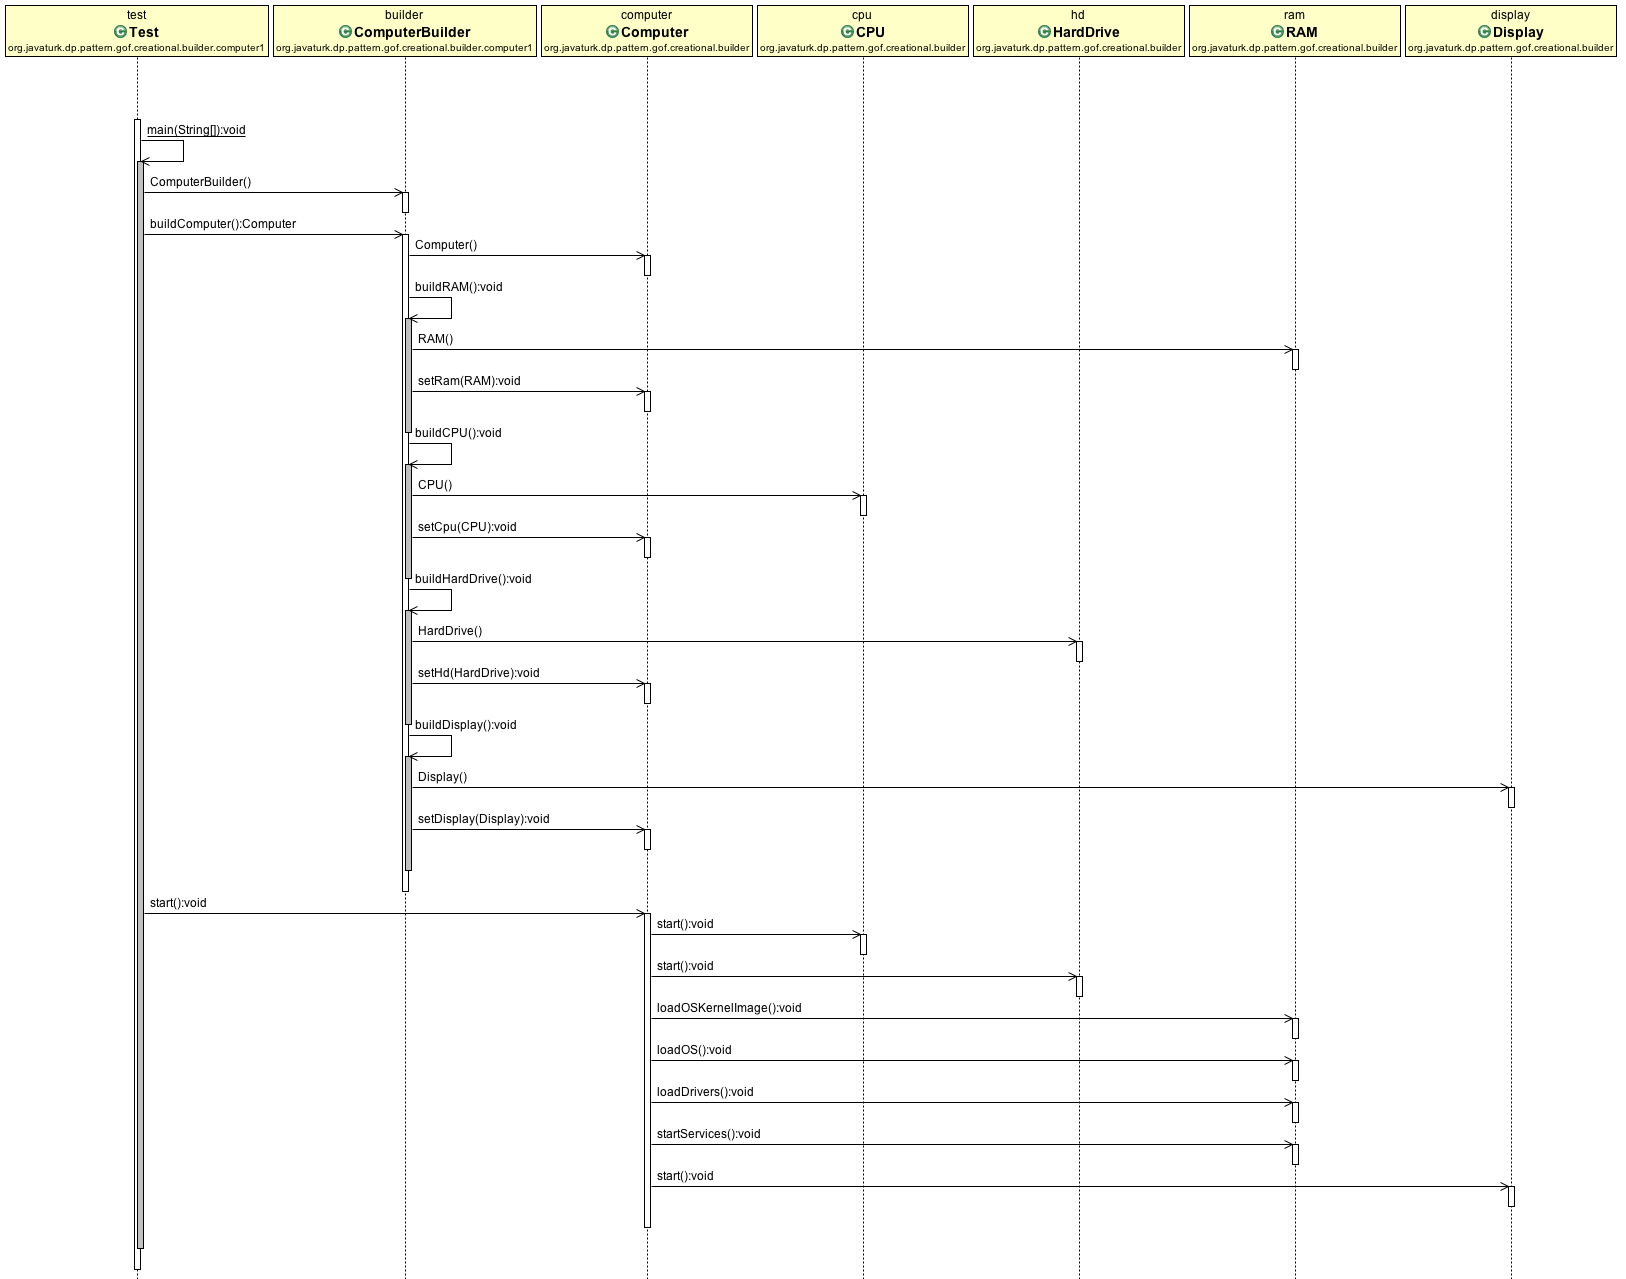 test builder computer cpu hd ram display
Test ComputerBuilder Computer CPU HardDrive RAM Display
org.javaturk.dp.pattern.gof.creational.builder.computer1 org.javaturk.dp.pattern.gof.creational.builder.computer1 org.javaturk.dp.pattern.gof.creational.builder org.javaturk.dp.pattern.gof.creational.builder org.javaturk.dp.pattern.gof.creational.builder org.javaturk.dp.pattern.gof.creational.builder org.javaturk.dp.pattern.gof.creational.builder
main(String[]):void
ComputerBuilder()
buildComputer():Computer
Computer()
buildRAM():void
RAM()
setRam(RAM):void
buildCPU():void
CPU()
setCpu(CPU):void
buildHardDrive():void
HardDrive()
setHd(HardDrive):void
buildDisplay():void
Display()
setDisplay(Display):void
start():void
start():void
start():void
loadOSKernelImage():void
loadOS():void
loadDrivers():void
startServices():void
start():void